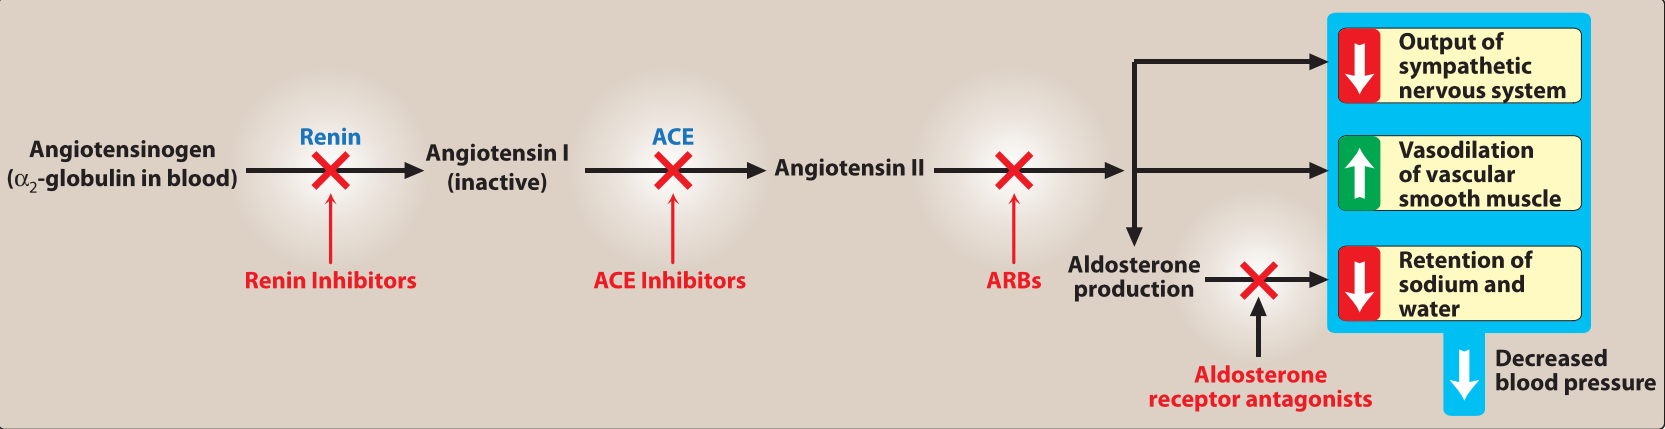 Angiotensinogen
(α₂-globulin in blood)
Renin
Renin Inhibitors
Angiotensin I
(inactive)
ACE
ACE Inhibitors
Angiotensin II
ARBs
Aldosterone
production
Aldosterone
receptor antagonists
Output of
sympathetic
nervous system
Vasodilation
of vascular
smooth muscle
Retention of
sodium and
water
Decreased
blood pressure